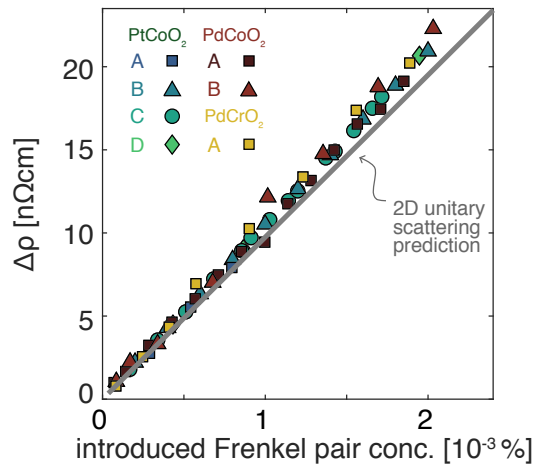 PtCoO₂ PdCoO₂
A A
B B
C PdCrO₂
D A
20
15
10
5
0
Δρ [nΩcm]
2D unitary
scattering
prediction
0 1 2
introduced Frenkel pair conc. [10⁻³ %]